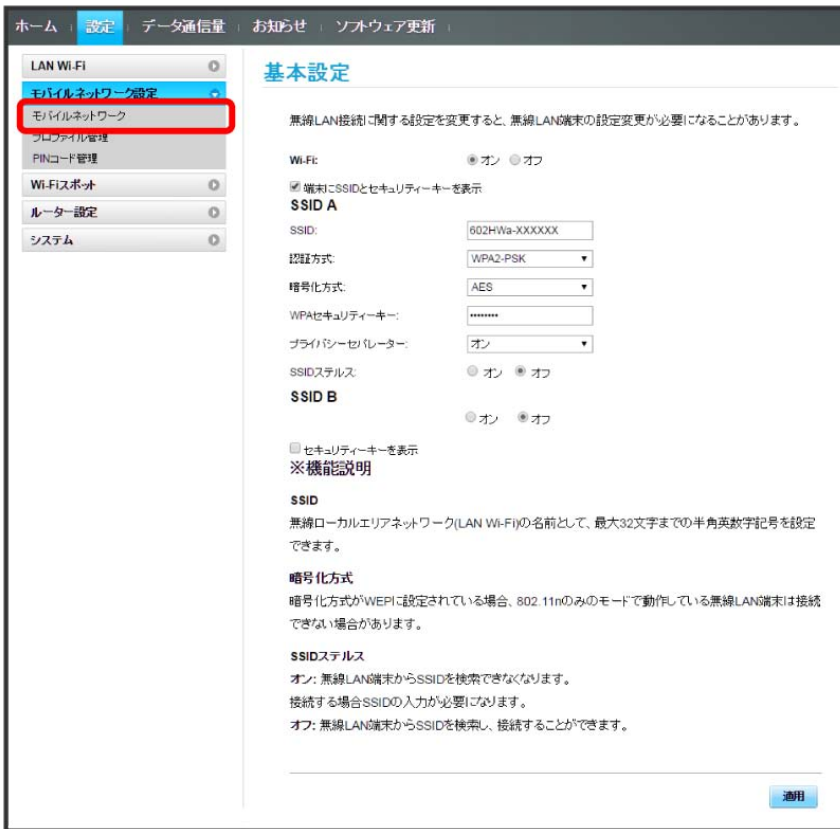 ホーム 設定 データ通信量 お知らせ ソフトウェア更新
LAN Wi-Fi
モバイルネットワーク設定
モバイルネットワーク
プロファイル管理
PINコード管理
Wi-Fiスポット
ルーター設定
システム
基本設定
無線LAN接続に関する設定を変更すると、無線LAN端末の設定変更が必要になることがあります。
Wi-Fi: オン オフ
端末にSSIDとセキュリティーキーを表示
SSID A
SSID: 602HWa-XXXXXX
認証方式: WPA2-PSK
暗号化方式: AES
WPAセキュリティーキー: ••••••••
プライバシーセパレーター: オン
SSIDステルス: オン オフ
SSID B
オン オフ
セキュリティーキーを表示
※機能説明
SSID
無線ローカルエリアネットワーク(LAN Wi-Fi)の名前として、最大32文字までの半角英数字記号を設定
できます。
暗号化方式
暗号化方式がWEPに設定されている場合、802.11nのみのモードで動作している無線LAN端末は接続
できない場合があります。
SSIDステルス
オン: 無線LAN端末からSSIDを検索できなくなります。
接続する場合SSIDの入力が必要になります。
オフ: 無線LAN端末からSSIDを検索し、接続することができます。
適用